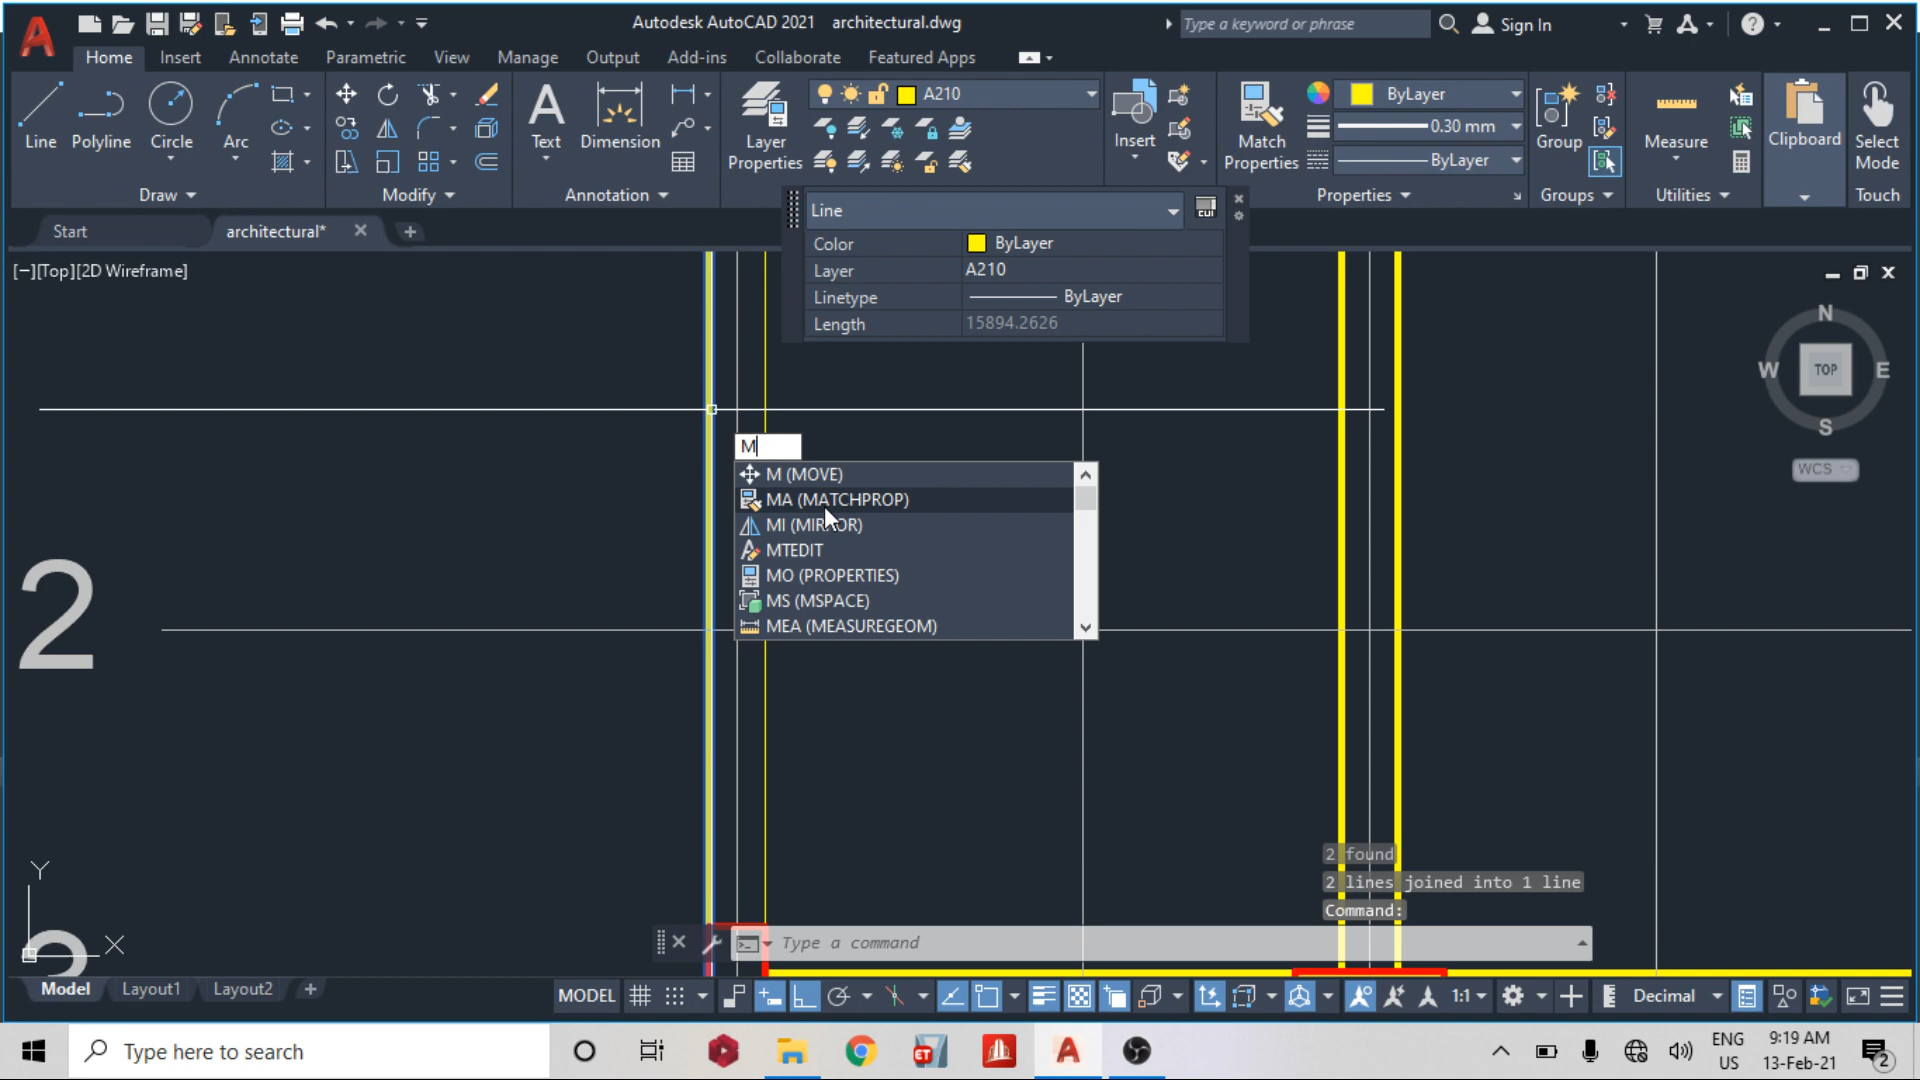 Autodesk AutoCAD 2021 architectural.dwg
Type a keyword or phrase
Sign In
Home Insert Annotate Parametric View Manage Output Add-ins Collaborate Featured Apps
Line Polyline Circle Arc
Text Dimension
Layer Properties
A210
Insert
Match Properties
ByLayer
0.30 mm
ByLayer
Group
Measure
Clipboard
Select Mode
Draw Modify Annotation Properties Groups Utilities Touch
Start architectural*
Line
CUI
Color ByLayer
Layer A210
Linetype ByLayer
Length 15894.2626
[−][Top][2D Wireframe]
N
W TOP E
S
WCS
M
M (MOVE)
MA (MATCHPROP)
MI (MIRROR)
MTEDIT
MO (PROPERTIES)
MS (MSPACE)
MEA (MEASUREGEOM)
2
2 found
2 lines joined into 1 line
Command:
Type a command
Y
X
Model Layout1 Layout2
MODEL 1:1 Decimal
Type here to search
ET
ENG
US
9:19 AM
13-Feb-21
2